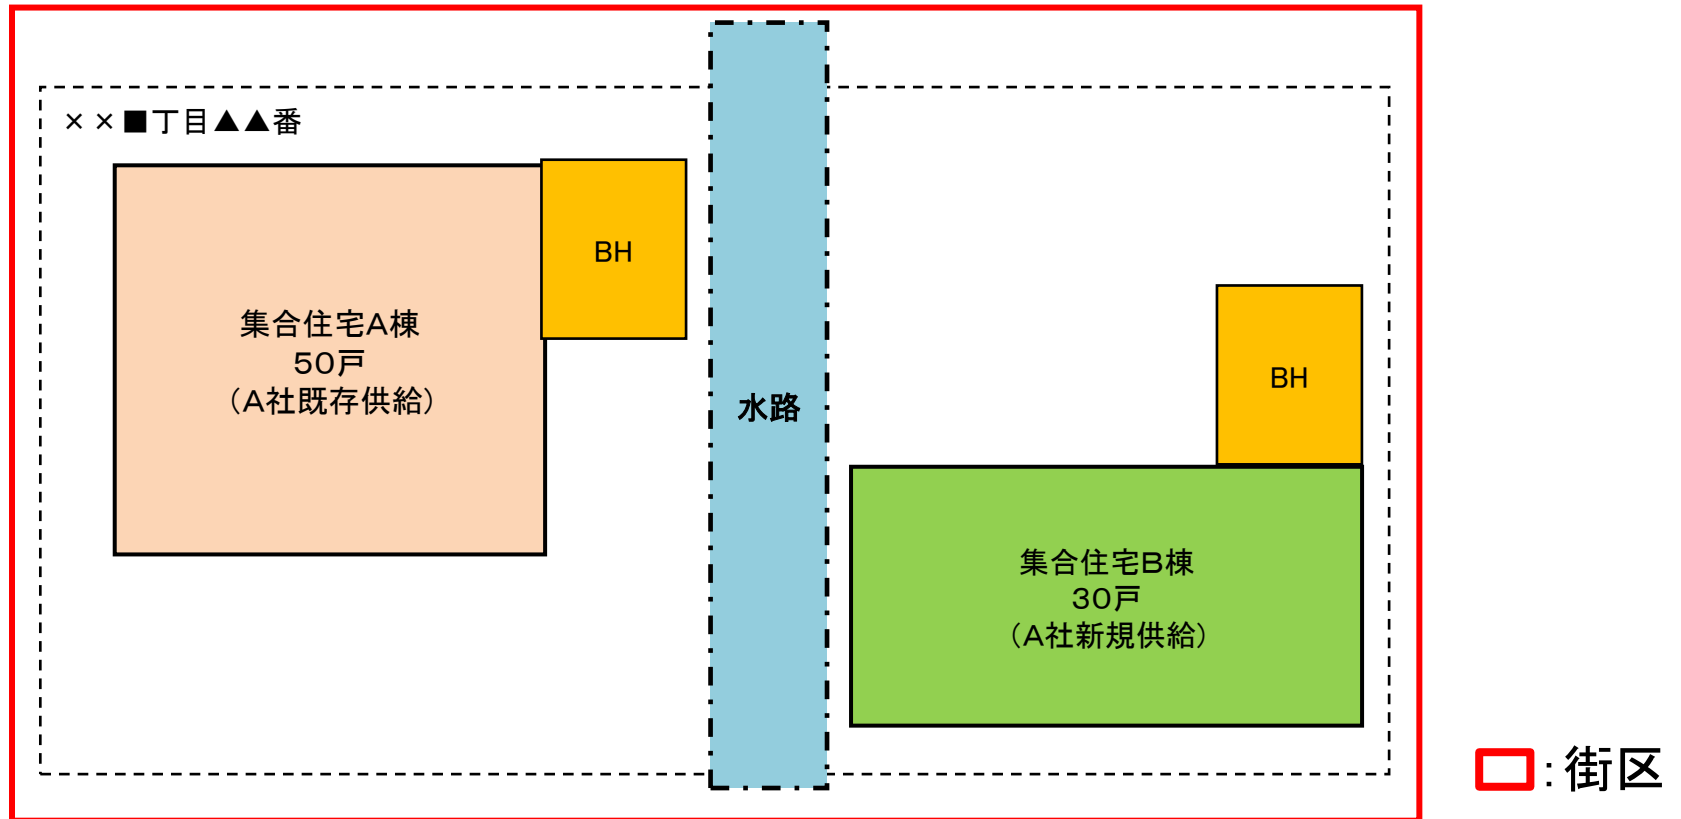 ××■丁目▲▲番
BH
集合住宅A棟
50戸
(A社既存供給)
水路
BH
集合住宅B棟
30戸
(A社新規供給)
:街区